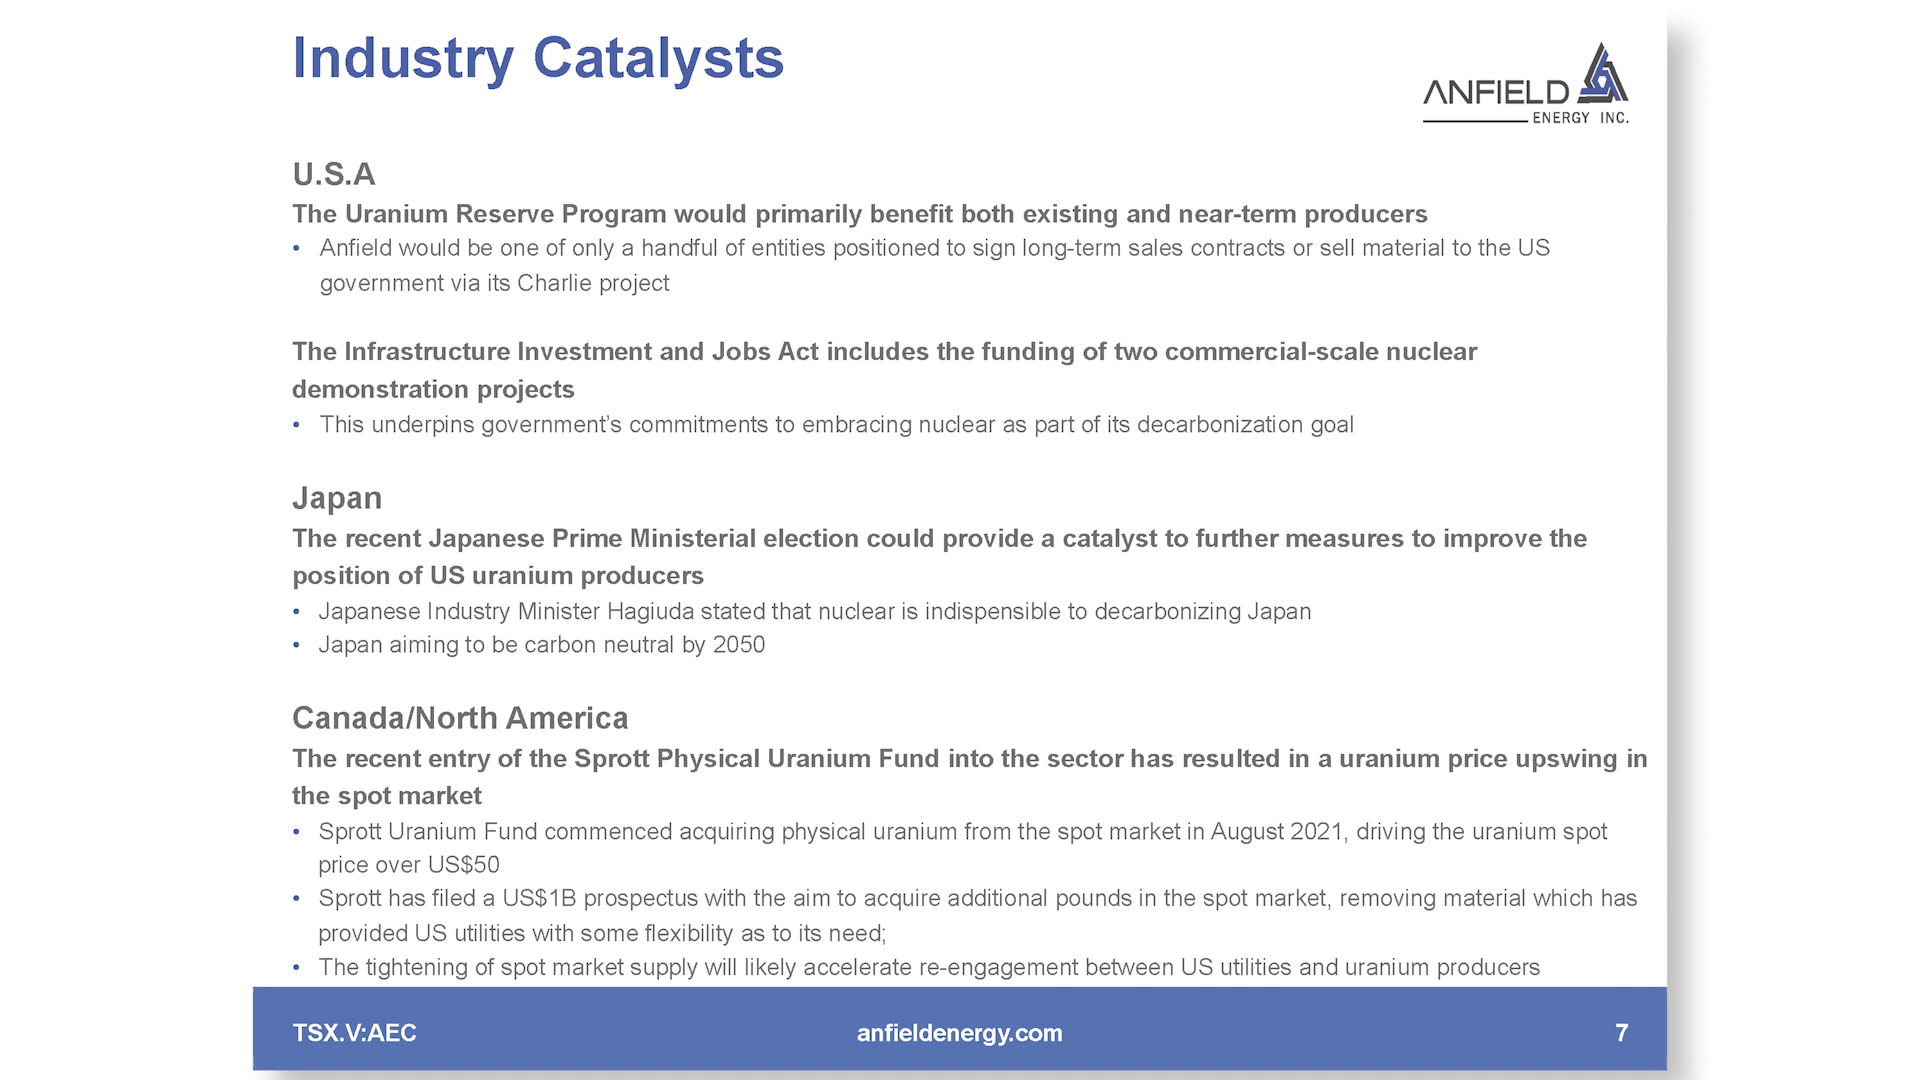 Industry Catalysts
ANFIELD
ENERGY INC.
U.S.A
The Uranium Reserve Program would primarily benefit both existing and near-term producers
• Anfield would be one of only a handful of entities positioned to sign long-term sales contracts or sell material to the US
government via its Charlie project
The Infrastructure Investment and Jobs Act includes the funding of two commercial-scale nuclear
demonstration projects
• This underpins government’s commitments to embracing nuclear as part of its decarbonization goal
Japan
The recent Japanese Prime Ministerial election could provide a catalyst to further measures to improve the
position of US uranium producers
• Japanese Industry Minister Hagiuda stated that nuclear is indispensible to decarbonizing Japan
• Japan aiming to be carbon neutral by 2050
Canada/North America
The recent entry of the Sprott Physical Uranium Fund into the sector has resulted in a uranium price upswing in
the spot market
• Sprott Uranium Fund commenced acquiring physical uranium from the spot market in August 2021, driving the uranium spot
price over US$50
• Sprott has filed a US$1B prospectus with the aim to acquire additional pounds in the spot market, removing material which has
provided US utilities with some flexibility as to its need;
• The tightening of spot market supply will likely accelerate re-engagement between US utilities and uranium producers
TSX.V:AEC
anfieldenergy.com
7